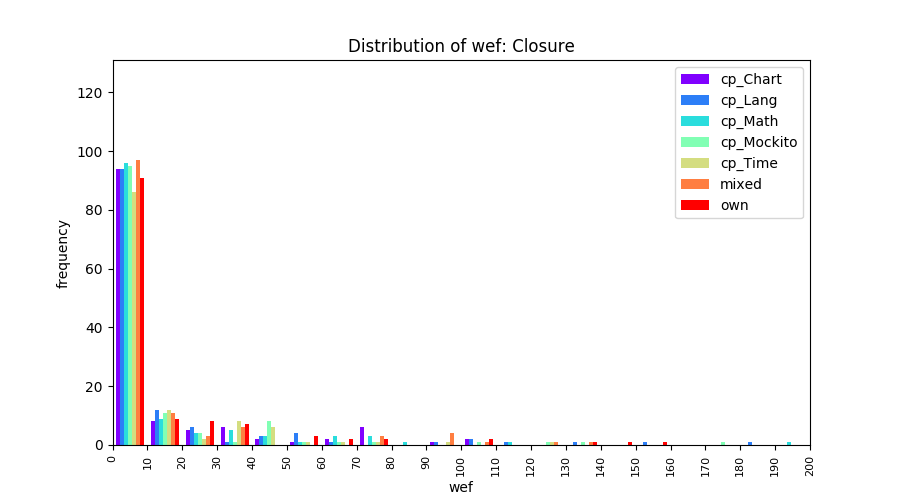 Distribution of wef: Closure
cp_Chart
cp_Lang
cp_Math
cp_Mockito
cp_Time
mixed
own
frequency
120
100
80
60
40
20
0
0 10 20 30 40 50 60 70 80 90 100 110 120 130 140 150 160 170 180 190 200
wef